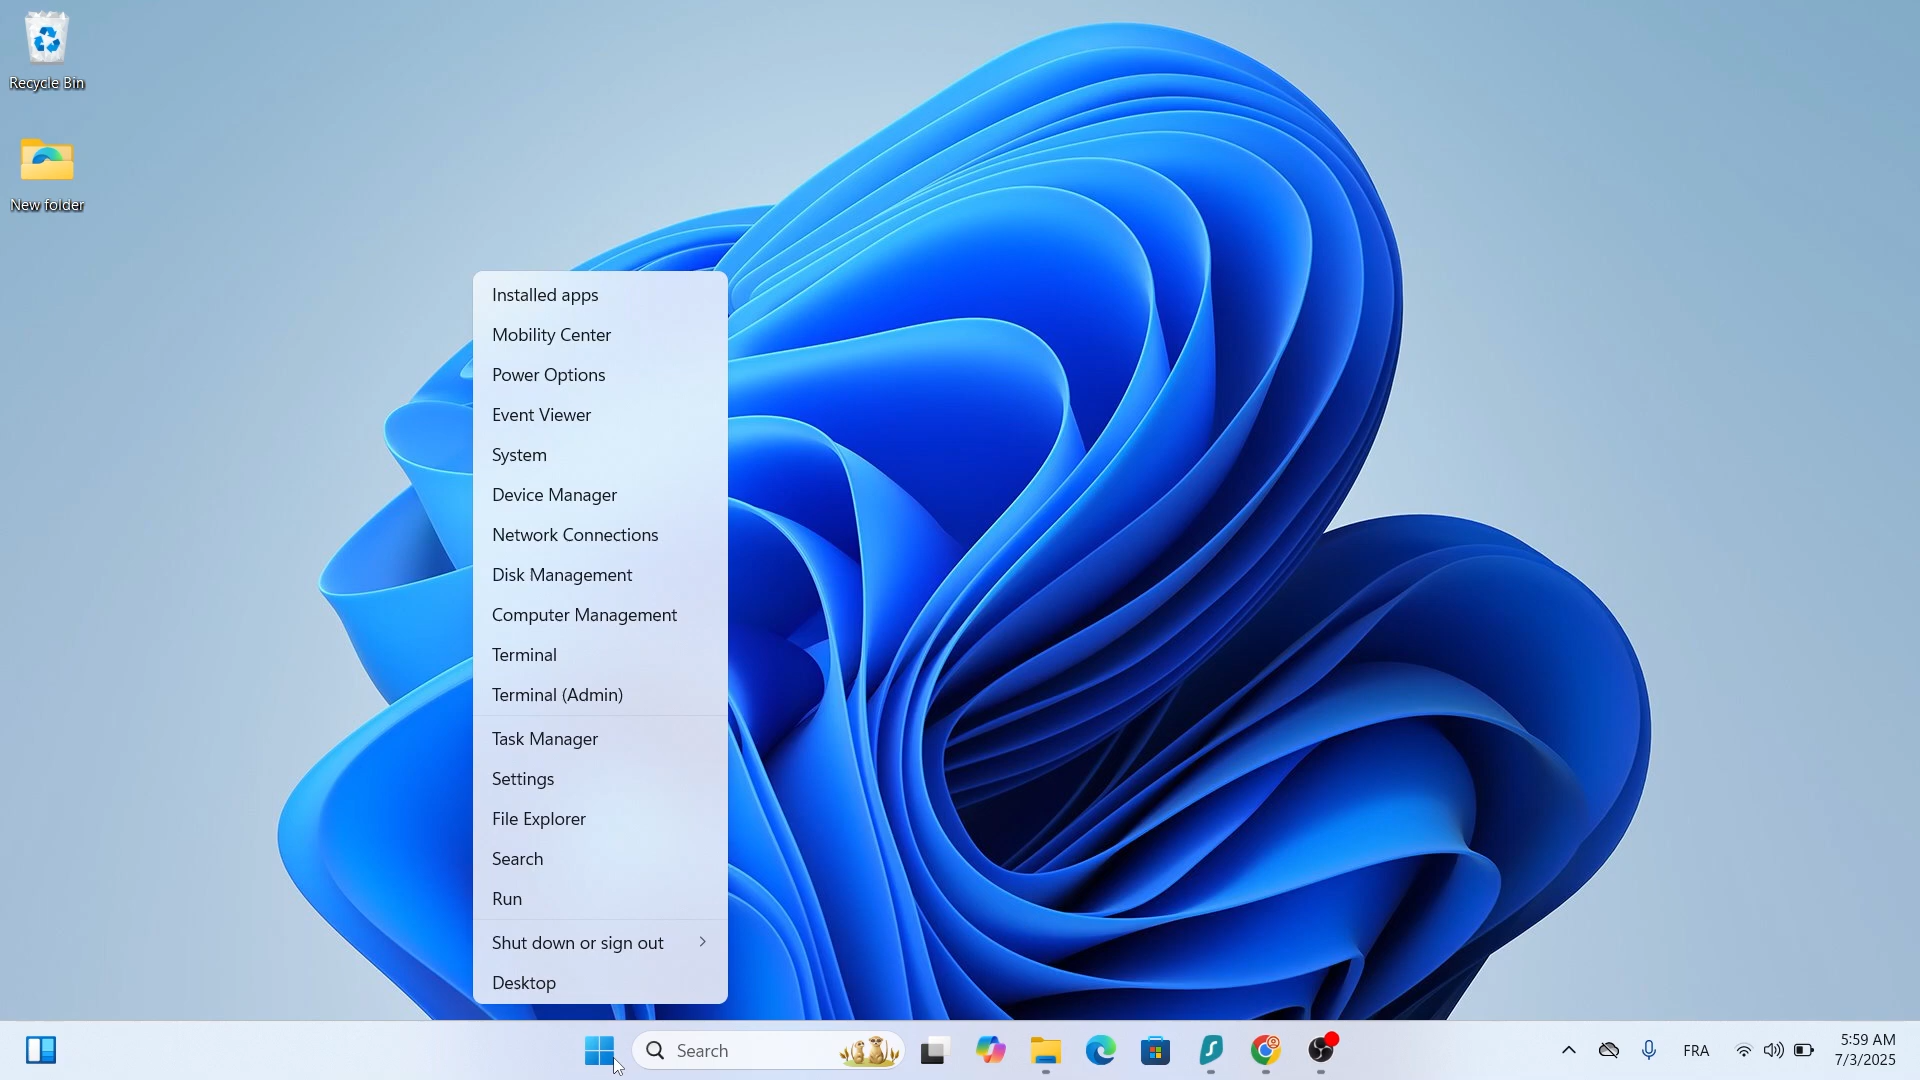 Recycle Bin
New folder
Installed apps
Mobility Center
Power Options
Event Viewer
System
Device Manager
Network Connections
Disk Management
Computer Management
Terminal
Terminal (Admin)
Task Manager
Settings
File Explorer
Search
Run
Shut down or sign out
Desktop
Search
FRA
5:59 AM
7/3/2025